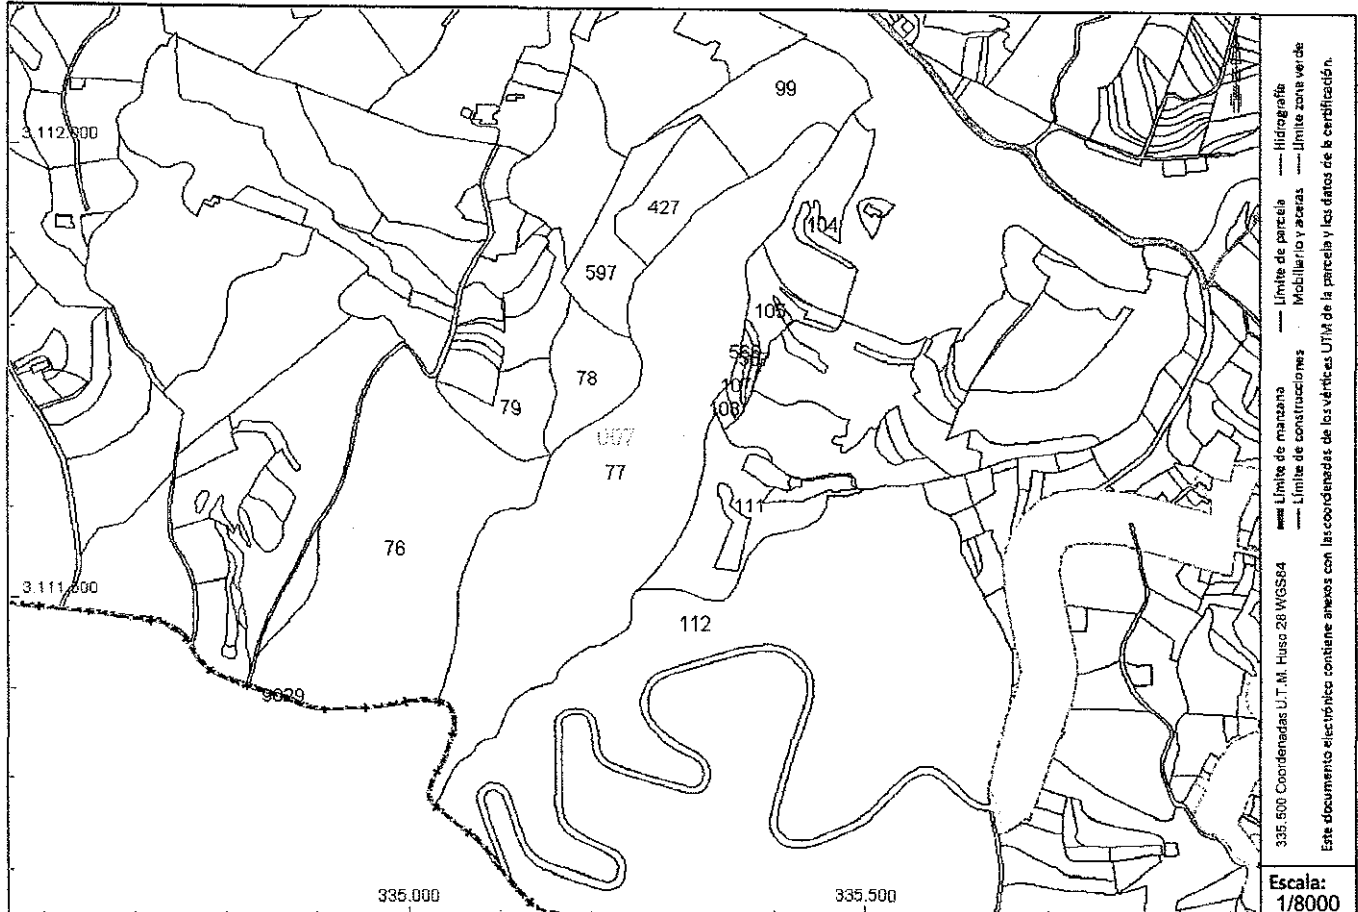 99
3.112.000
427
104
597
105
566
107
78
108
79
007
77
111
76
3.111.500
112
9029
335.000
335.500
335.500 Coordenadas U.T.M. Huso 28 WGS84
Límite de manzana
Límite de parcela
Hidrografía
Límite de construcciones
Mobiliario y aceras
Límite zona verde
Este documento electrónico contiene anexos con las coordenadas de los vértices UTM de la parcela y los datos de la certificación.
Escala:
1/8000